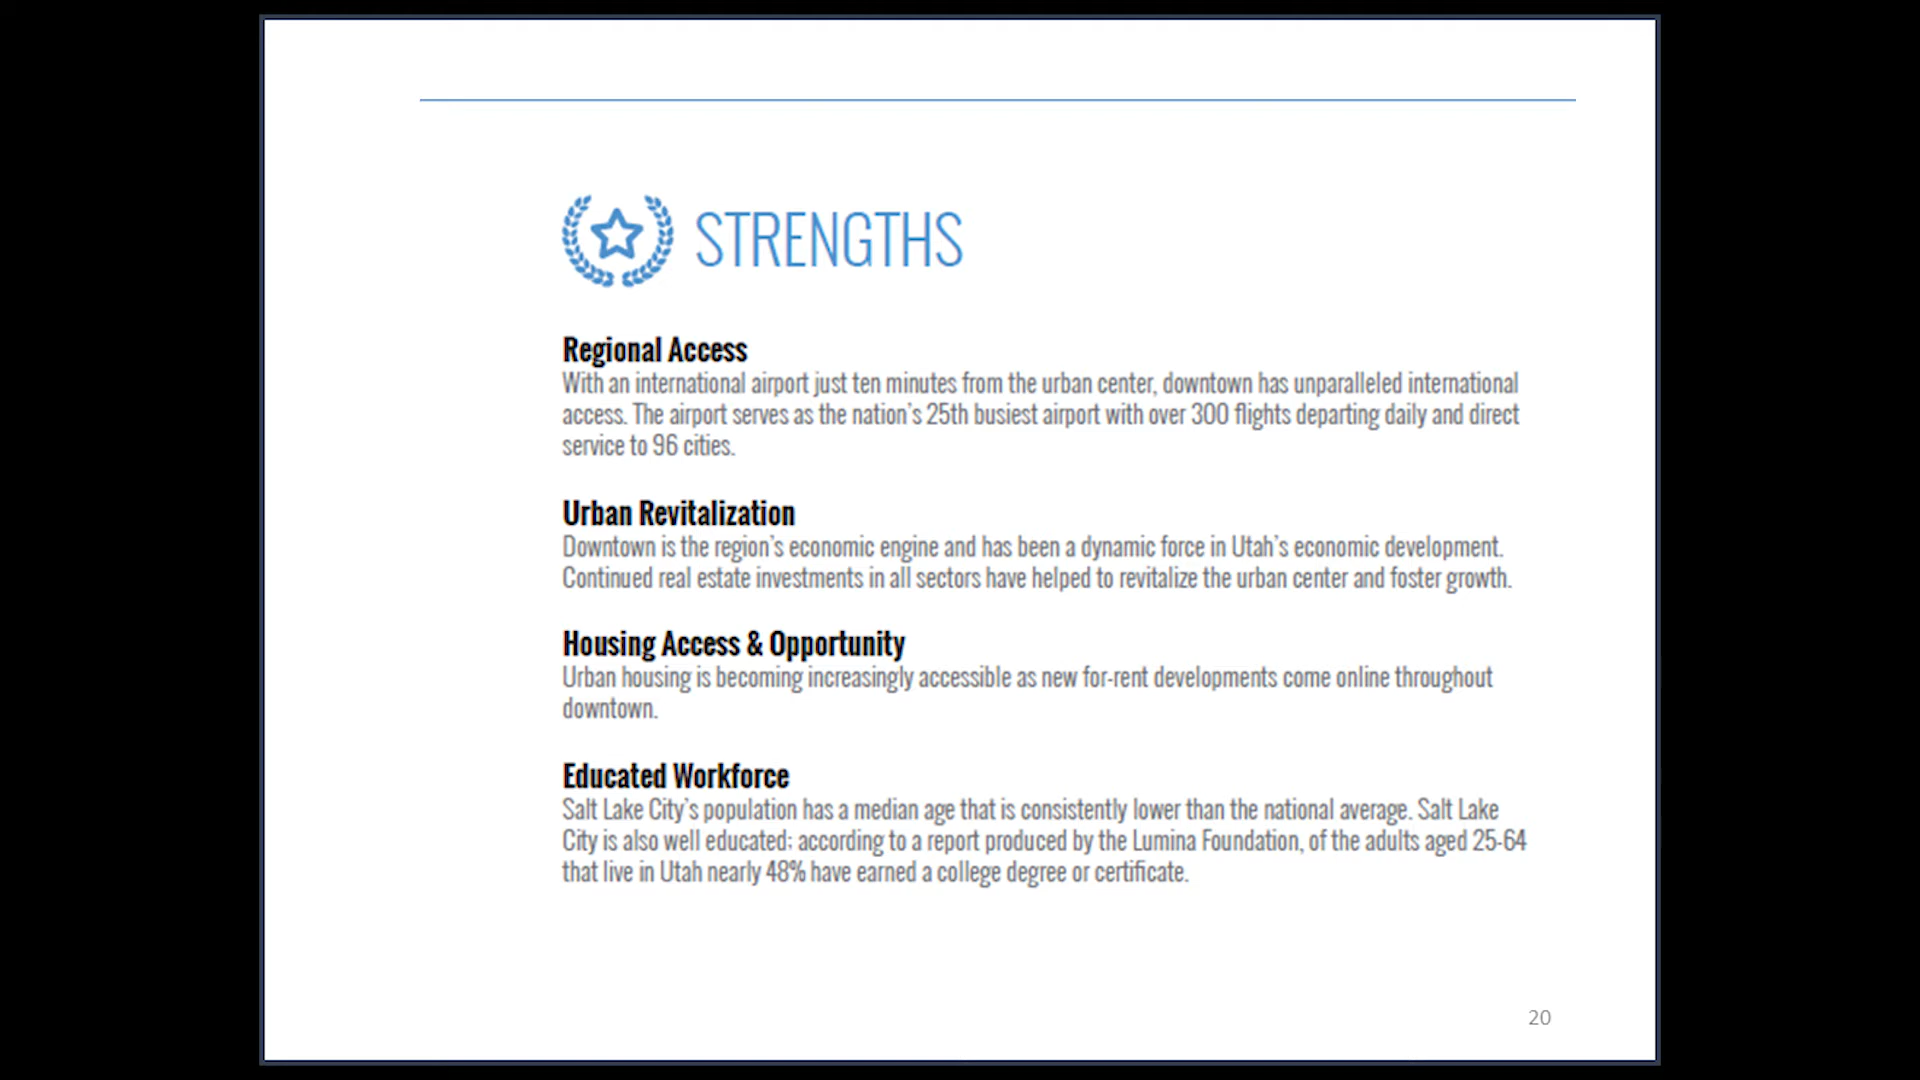 STRENGTHS
Regional Access
With an international airport just ten minutes from the urban center, downtown has unparalleled international
access. The airport serves as the nation's 25th busiest airport with over 300 flights departing daily and direct
service to 96 cities.
Urban Revitalization
Downtown is the region's economic engine and has been a dynamic force in Utah's economic development.
Continued real estate investments in all sectors have helped to revitalize the urban center and foster growth.
Housing Access & Opportunity
Urban housing is becoming increasingly accessible as new for-rent developments come online throughout
downtown.
Educated Workforce
Salt Lake City's population has a median age that is consistently lower than the national average. Salt Lake
City is also well educated; according to a report produced by the Lumina Foundation, of the adults aged 25-64
that live in Utah nearly 48% have earned a college degree or certificate.
20